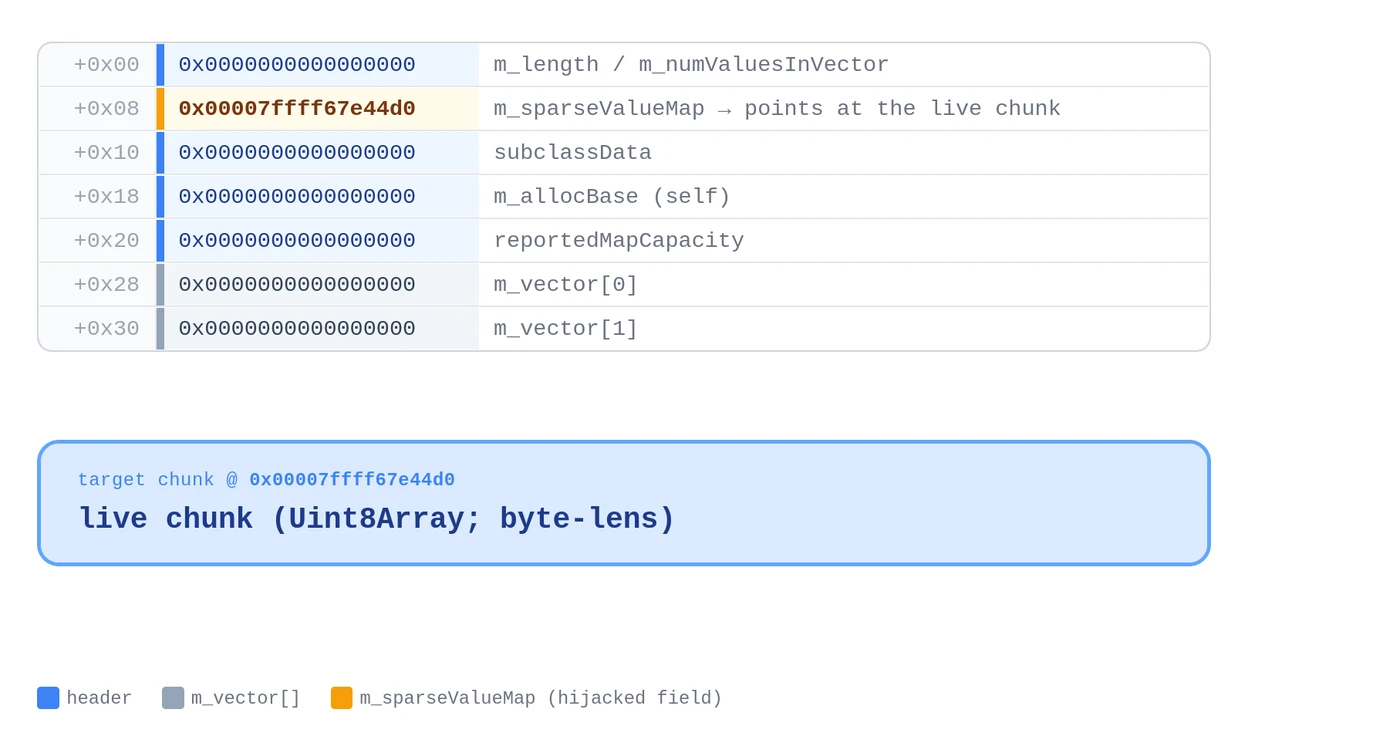 +0x00 0x0000000000000000 m_length / m_numValuesInVector
+0x08 0x00007ffff67e44d0 m_sparseValueMap → points at the live chunk
+0x10 0x0000000000000000 subclassData
+0x18 0x0000000000000000 m_allocBase (self)
+0x20 0x0000000000000000 reportedMapCapacity
+0x28 0x0000000000000000 m_vector[0]
+0x30 0x0000000000000000 m_vector[1]
target chunk @ 0x00007ffff67e44d0
live chunk (Uint8Array; byte-lens)
header m_vector[] m_sparseValueMap (hijacked field)